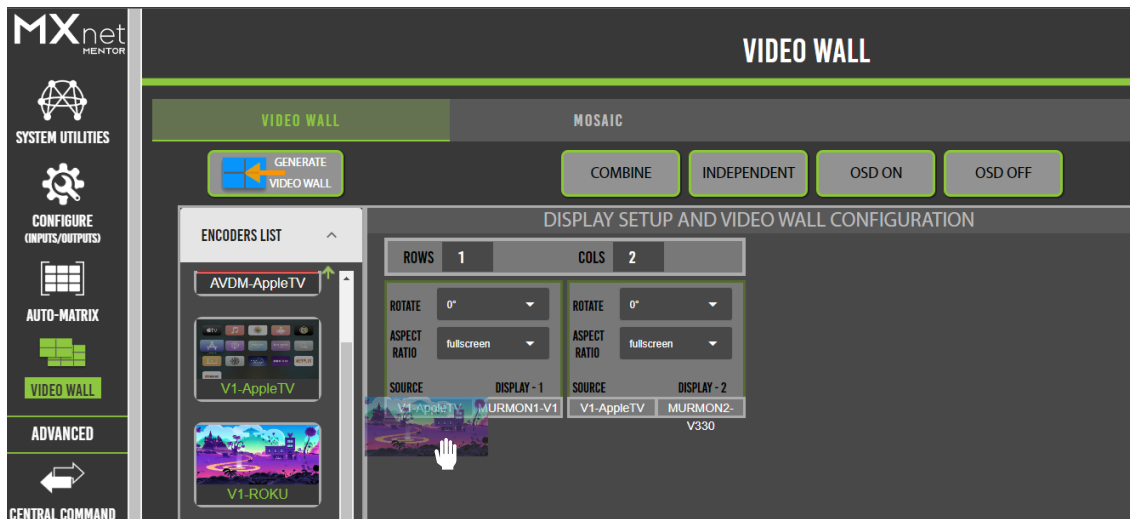 MXnet
MENTOR
VIDEO WALL
SYSTEM UTILITIES
CONFIGURE
(INPUTS/OUTPUTS)
AUTO-MATRIX
VIDEO WALL
ADVANCED
CENTRAL COMMAND
VIDEO WALL
MOSAIC
GENERATE
VIDEO WALL
COMBINE
INDEPENDENT
OSD ON
OSD OFF
ENCODERS LIST
AVDM-AppleTV
V1-AppleTV
V1-ROKU
DISPLAY SETUP AND VIDEO WALL CONFIGURATION
ROWS 1 COLS 2
ROTATE 0°
ASPECT
RATIO
fullscreen
SOURCE DISPLAY - 1
V1-AppleTV MURMON1-V1
ROTATE 0°
ASPECT
RATIO
fullscreen
SOURCE DISPLAY - 2
V1-AppleTV MURMON2-
V330